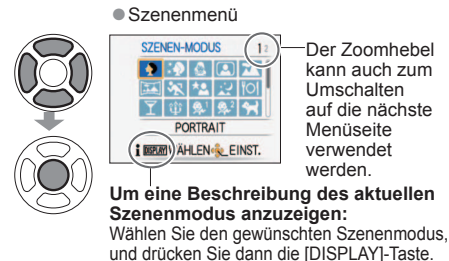 ● Szenenmenü
SZENEN-MODUS 1 2
PORTRAIT
i DISPLAY WÄHLEN EINST.
Der Zoomhebel
kann auch zum
Umschalten
auf die nächste
Menüseite
verwendet
werden.
Um eine Beschreibung des aktuellen
Szenenmodus anzuzeigen:
Wählen Sie den gewünschten Szenenmodus,
und drücken Sie dann die [DISPLAY]-Taste.